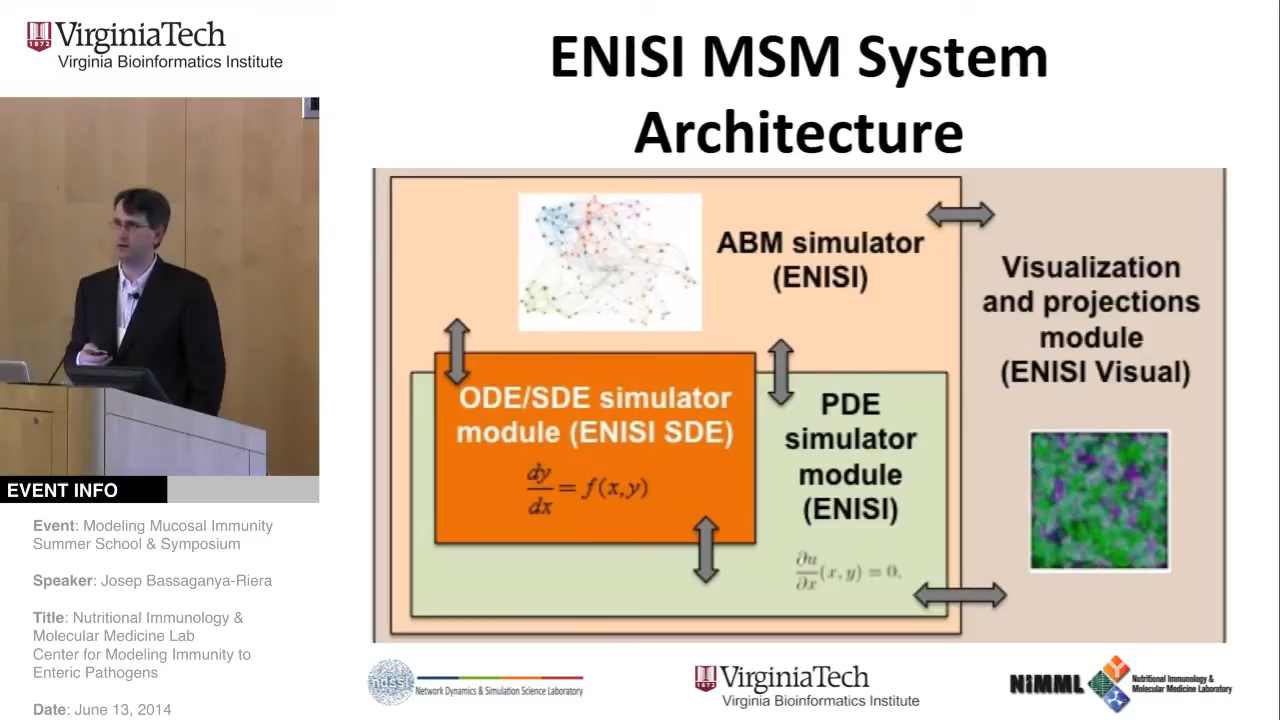 VirginiaTech
1872
Virginia Bioinformatics Institute
ENISI MSM System
Architecture
ABM simulator
(ENISI)
Visualization
and projections
module
(ENISI Visual)
ODE/SDE simulator
module (ENISI SDE)
dy
dx
= f(x,y)
PDE
simulator
module
(ENISI)
∂u
∂x
(x, y) = 0,
EVENT INFO
Event: Modeling Mucosal Immunity
Summer School & Symposium
Speaker: Josep Bassaganya-Riera
Title: Nutritional Immunology &
Molecular Medicine Lab
Center for Modeling Immunity to
Enteric Pathogens
Date: June 13, 2014
ndssl
Network Dynamics & Simulation Science Laboratory
VirginiaTech
1872
Virginia Bioinformatics Institute
NIMML
Nutritional Immunology &
Molecular Medicine Laboratory